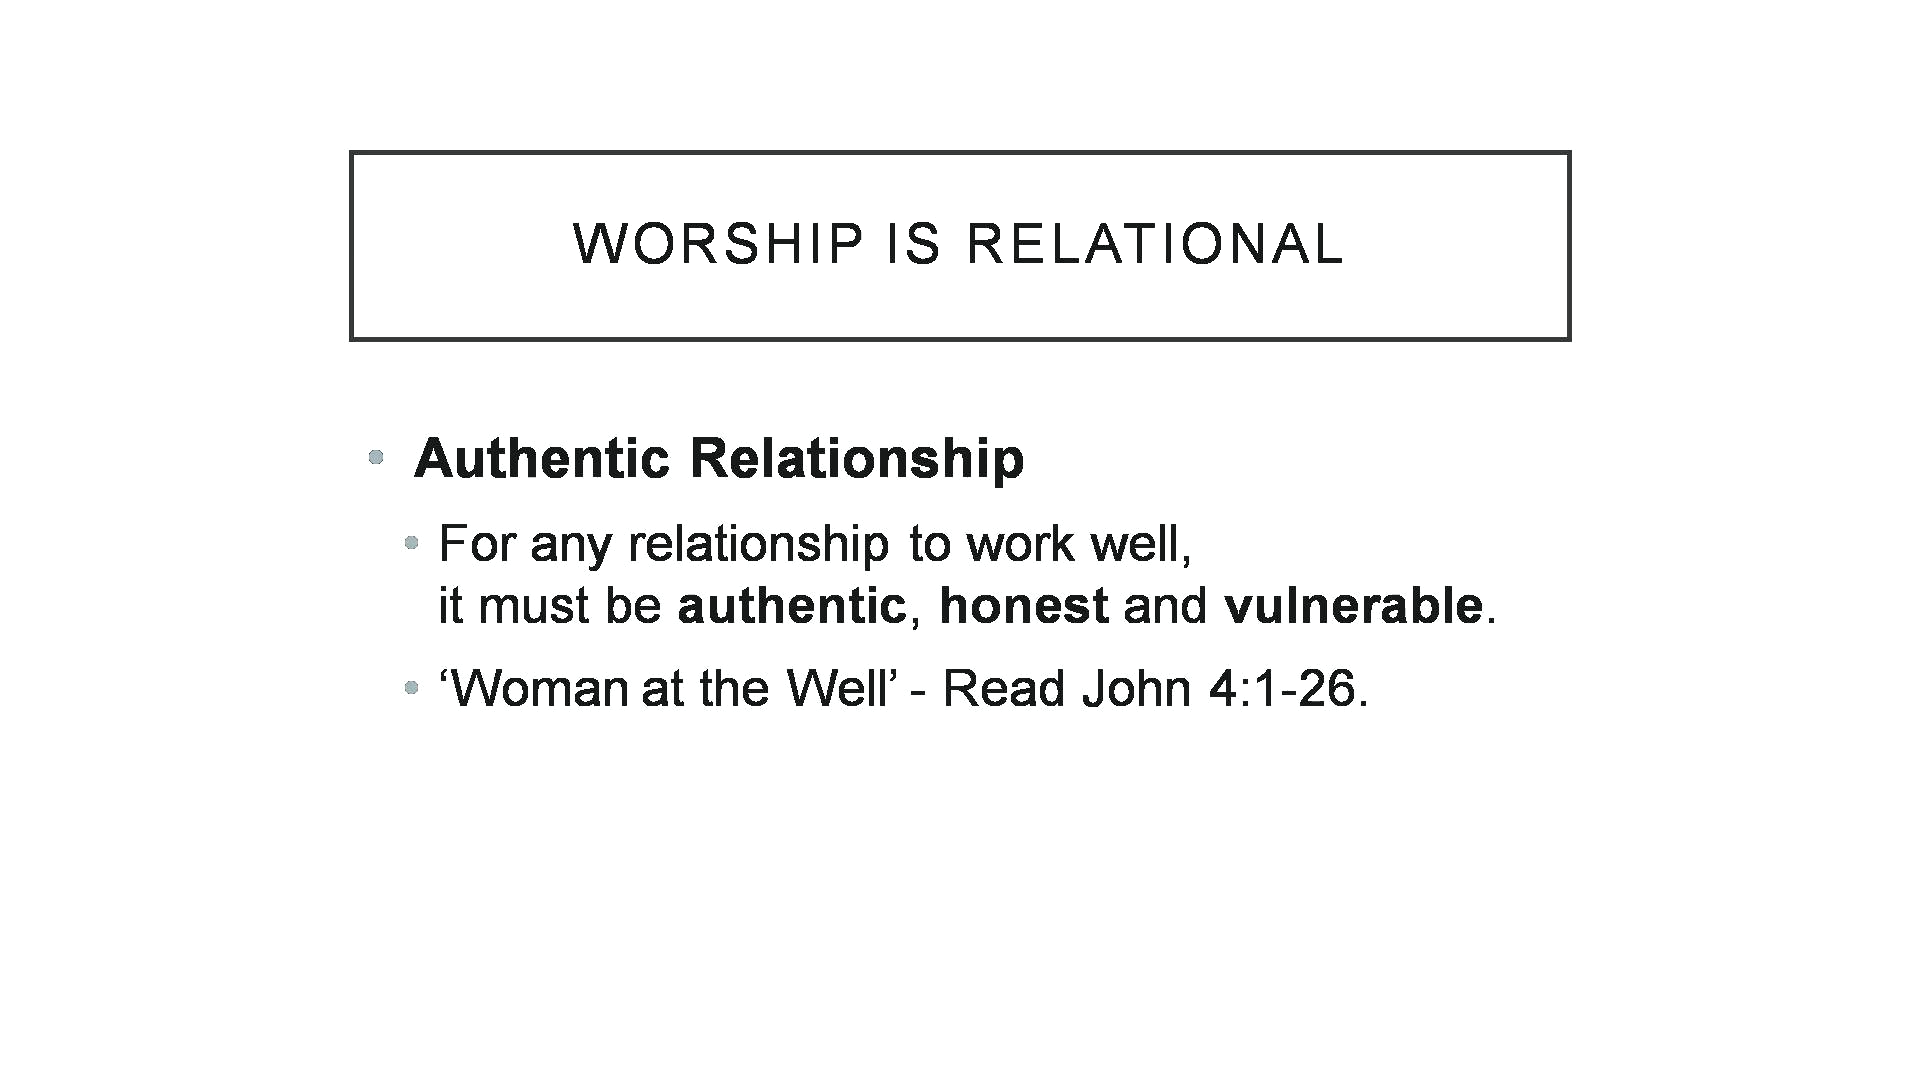 WORSHIP IS RELATIONAL
• Authentic Relationship
• For any relationship to work well,
it must be authentic, honest and vulnerable.
• ‘Woman at the Well’ - Read John 4:1-26.